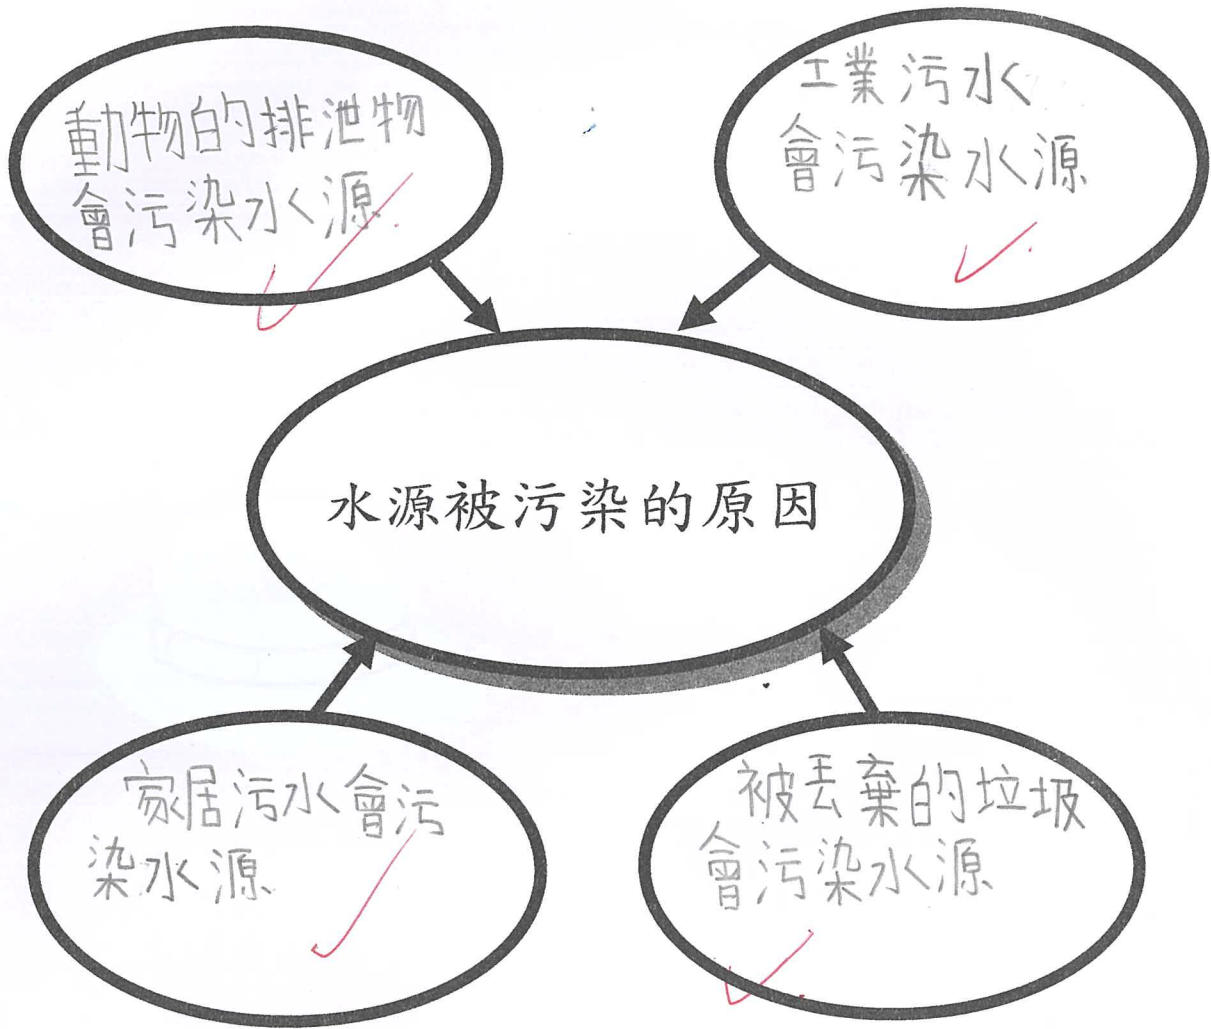 動物的排泄物
會污染水源.
工業污水
會污染水源
水源被污染的原因
家居污水會污
染水源
被丟棄的垃圾
會污染水源